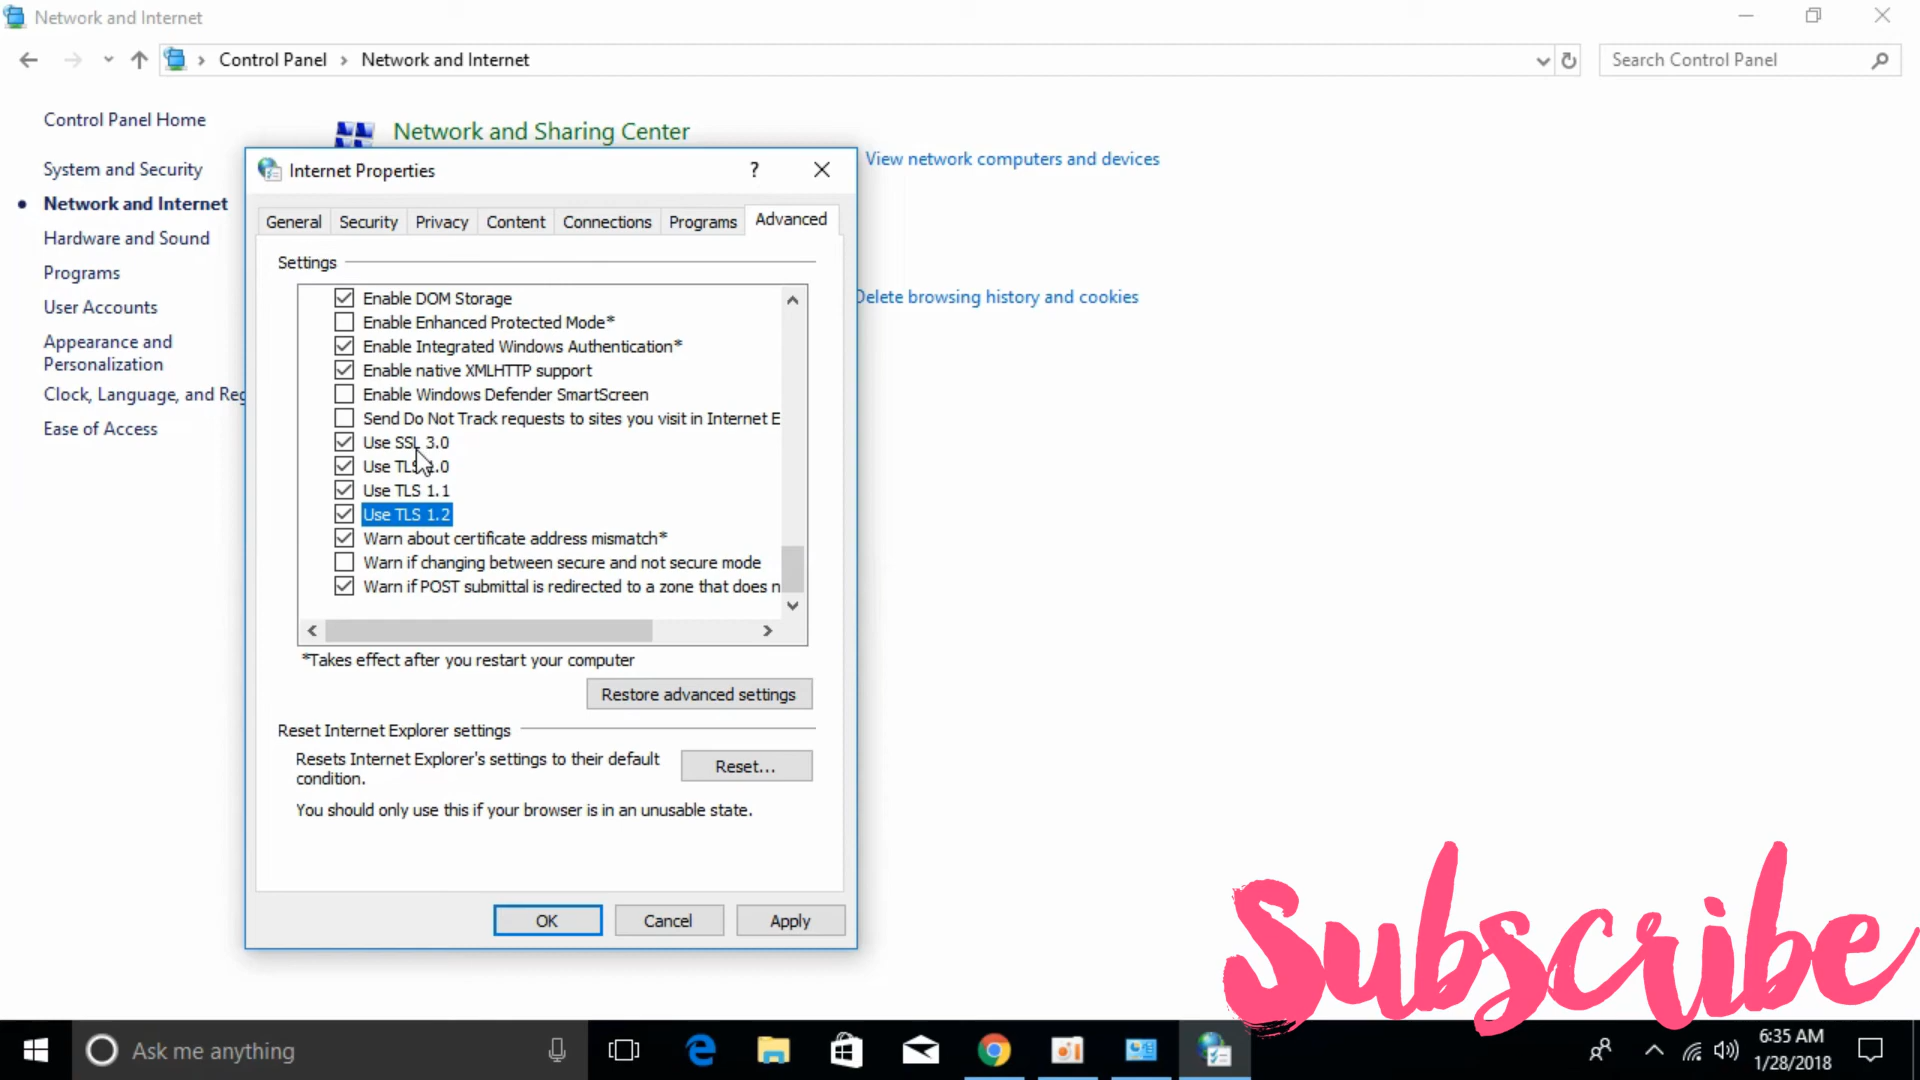 Network and Internet
Control Panel
Network and Internet
Search Control Panel
Control Panel Home
System and Security
Network and Internet
Hardware and Sound
Programs
User Accounts
Appearance and
Personalization
Clock, Language, and Reg
Ease of Access
Network and Sharing Center
View network computers and devices
Delete browsing history and cookies
Internet Properties
?
General
Security
Privacy
Content
Connections
Programs
Advanced
Settings
Enable DOM Storage
Enable Enhanced Protected Mode*
Enable Integrated Windows Authentication*
Enable native XMLHTTP support
Enable Windows Defender SmartScreen
Send Do Not Track requests to sites you visit in Internet E
Use SSL 3.0
Use TLS .0
Use TLS 1.1
Use TLS 1.2
Warn about certificate address mismatch*
Warn if changing between secure and not secure mode
Warn if POST submittal is redirected to a zone that does n
*Takes effect after you restart your computer
Restore advanced settings
Reset Internet Explorer settings
Resets Internet Explorer's settings to their default
condition.
Reset...
You should only use this if your browser is in an unusable state.
OK
Cancel
Apply
Subscribe
Ask me anything
6:35 AM
1/28/2018